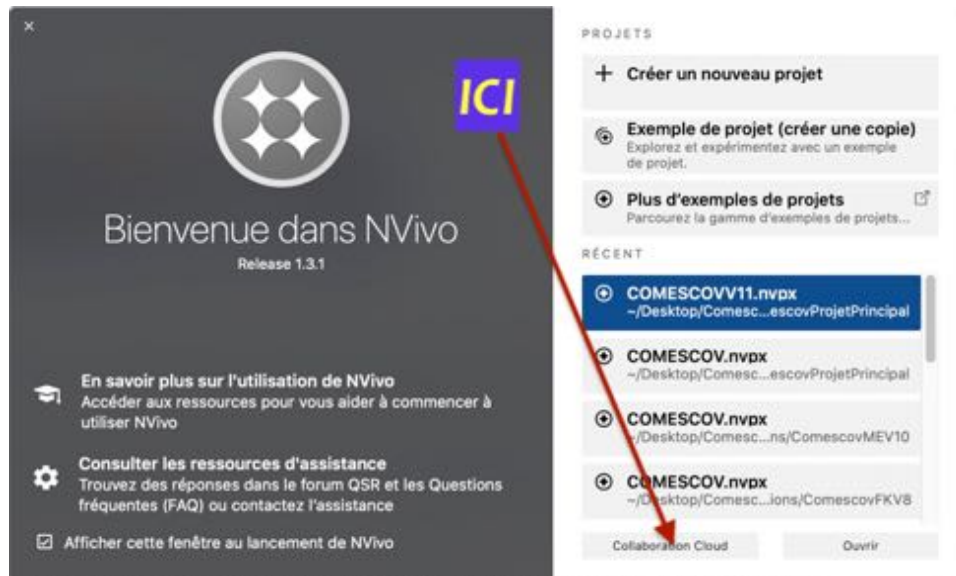 ICI
Bienvenue dans NVivo
Release 1.3.1
En savoir plus sur l'utilisation de NVivo
Accéder aux ressources pour vous aider à commencer à
utiliser NVivo
Consulter les ressources d'assistance
Trouvez des réponses dans le forum QSR et les Questions
fréquentes (FAQ) ou contactez l'assistance
Afficher cette fenêtre au lancement de NVivo
PROJETS
Créer un nouveau projet
Exemple de projet (créer une copie)
Explorez et expérimentez avec un exemple
de projet.
Plus d'exemples de projets
Parcourez la gamme d'exemples de projets...
RÉCENT
COMESCOVV11.nvpx
~/Desktop/Comesc...escovProjetPrincipal
COMESCOV.nvpx
~/Desktop/Comesc...escovProjetPrincipal
COMESCOV.nvpx
~/Desktop/Comesc...ns/ComescovMEV10
COMESCOV.nvpx
~/Desktop/Comesc...ions/ComescovFKV8
Collaboration Cloud
Ouvrir